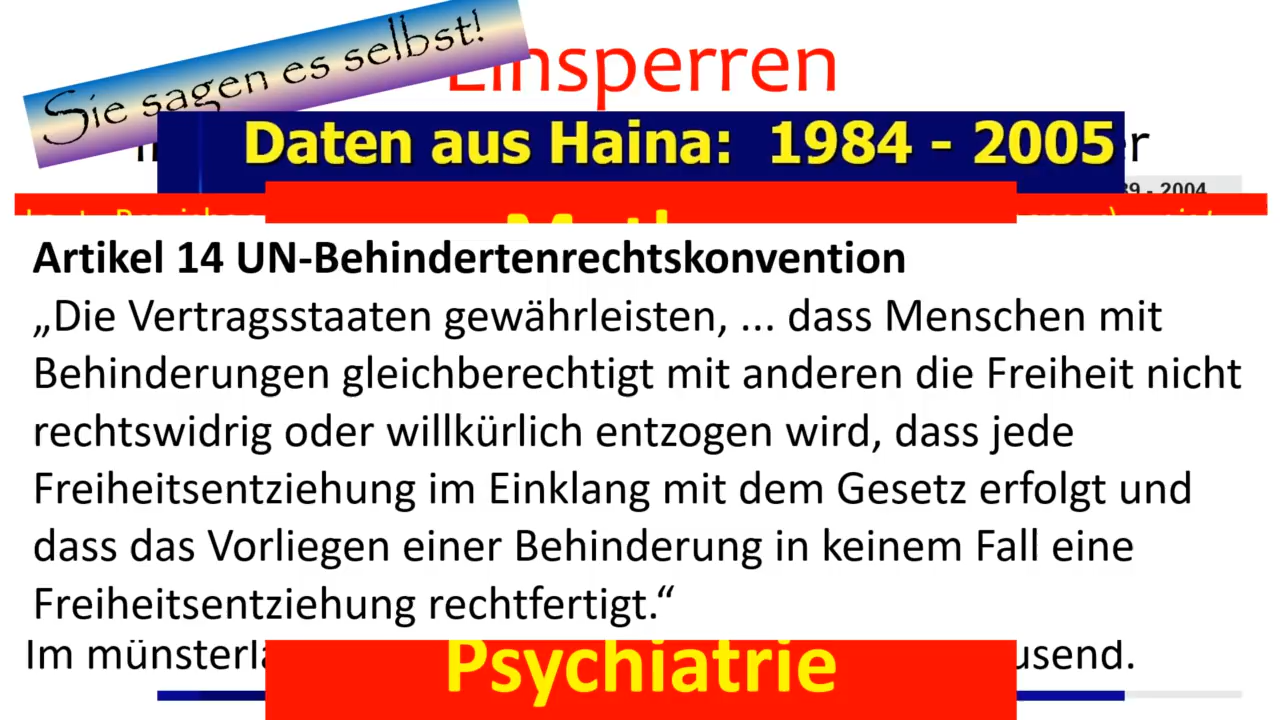 Sie sagen es selbst!
Einsperren
Daten aus Haina: 1984 - 2005
- 2004
Artikel 14 UN-Behindertenrechtskonvention
„Die Vertragsstaaten gewährleisten, ... dass Menschen mit
Behinderungen gleichberechtigt mit anderen die Freiheit nicht
rechtswidrig oder willkürlich entzogen wird, dass jede
Freiheitsentziehung im Einklang mit dem Gesetz erfolgt und
dass das Vorliegen einer Behinderung in keinem Fall eine
Freiheitsentziehung rechtfertigt.“
Im
Psychiatrie